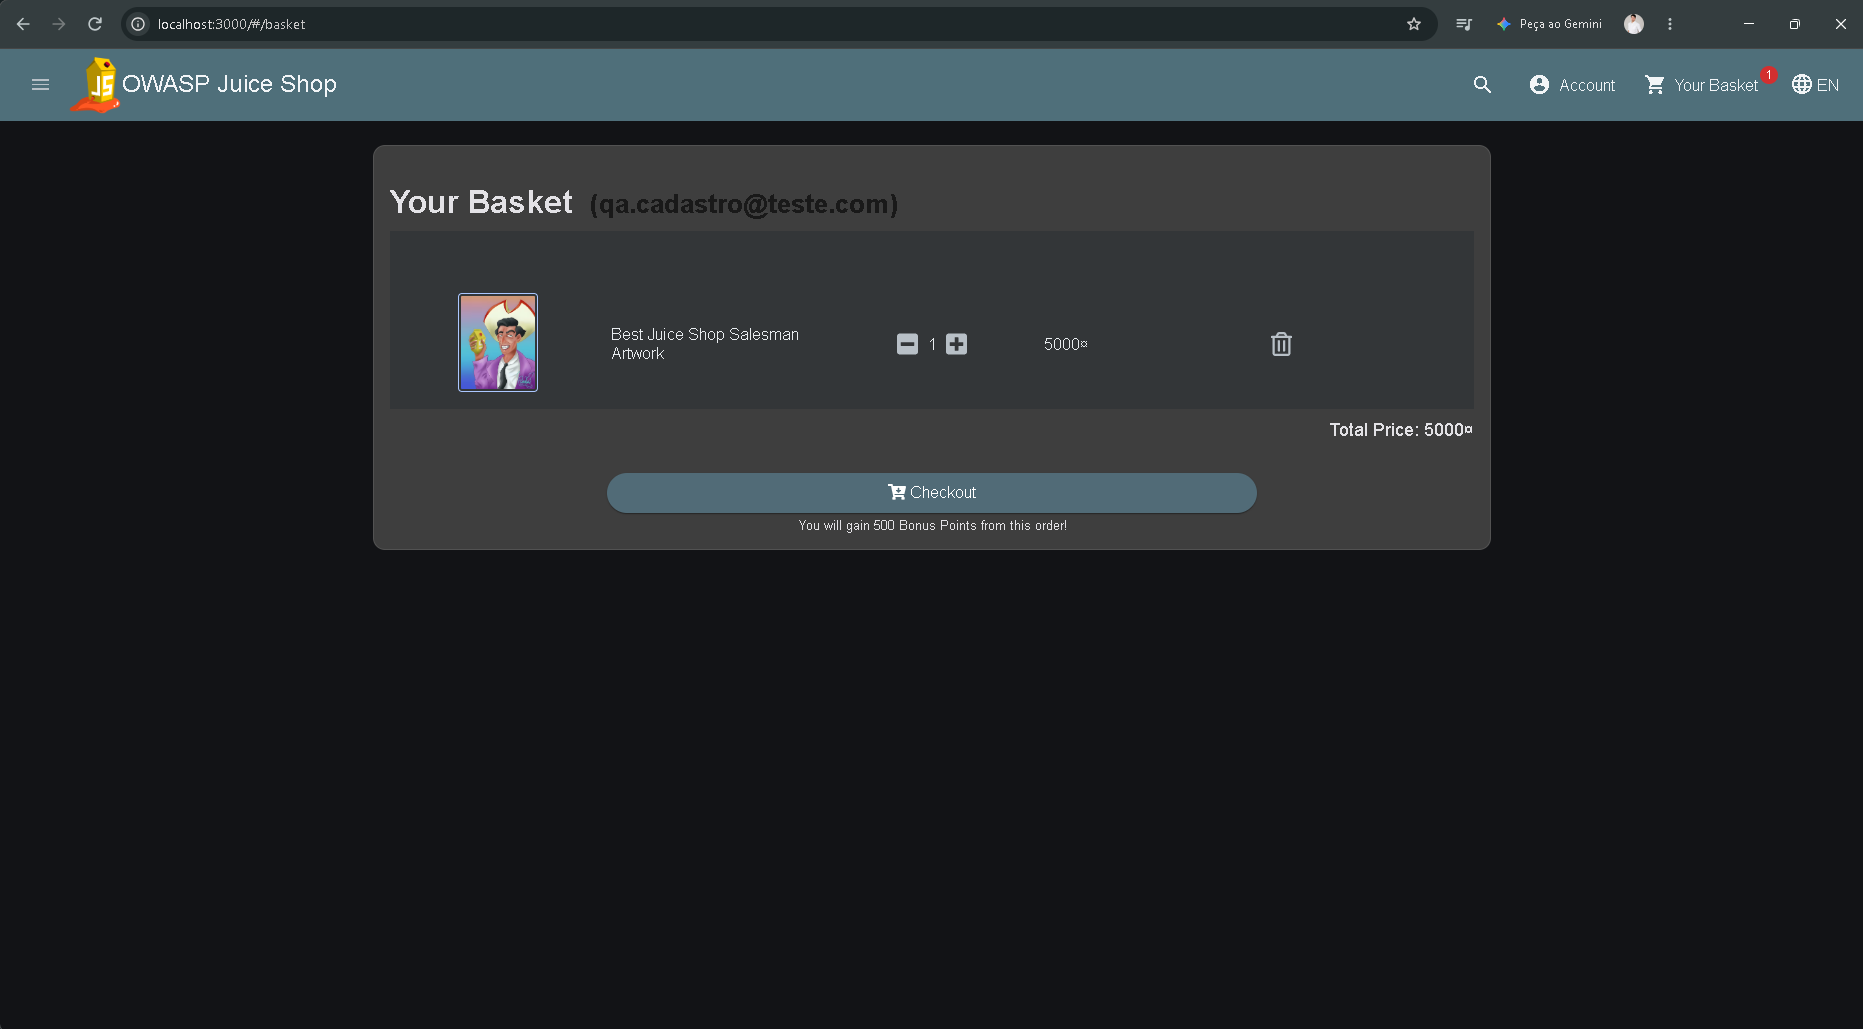 localhost:3000/#/basket
Peça ao Gemini
OWASP Juice Shop
Account
Your Basket
1
EN
Your Basket (qa.cadastro@teste.com)
Best Juice Shop Salesman
Artwork
1
5000¤
Total Price: 5000¤
Checkout
You will gain 500 Bonus Points from this order!